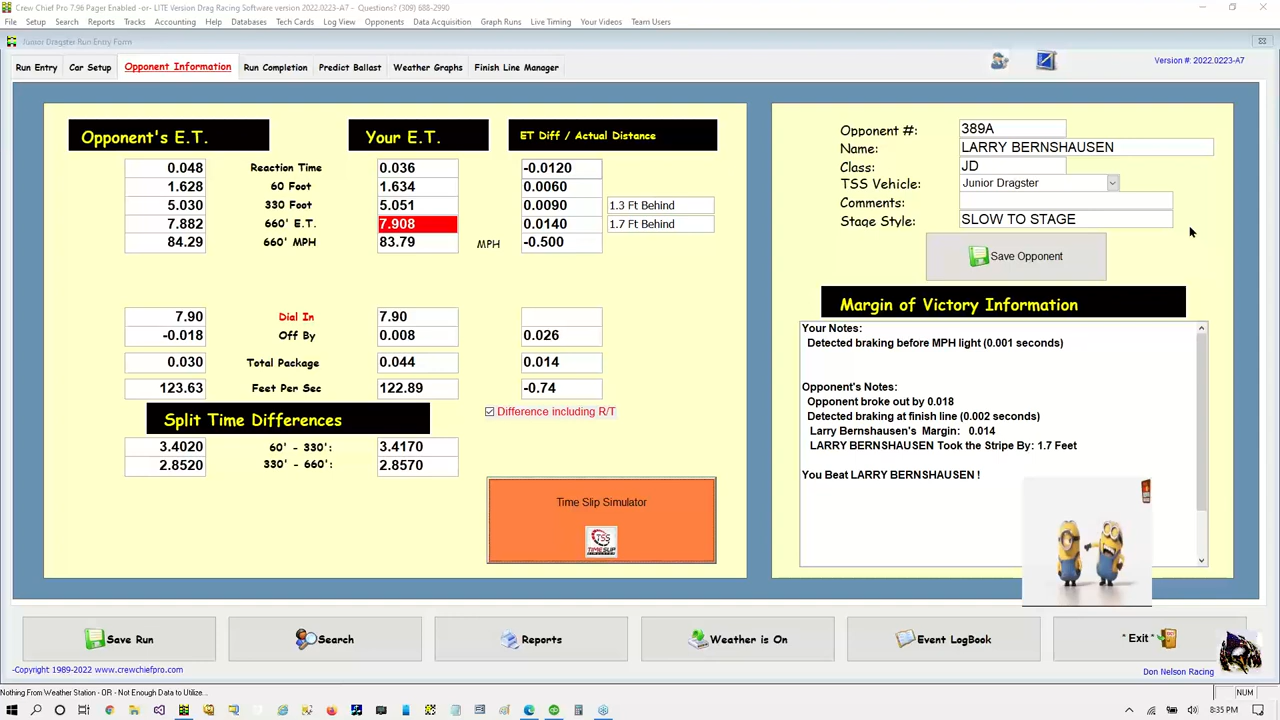 Crew Chief Pro 7.96 Pager Enabled -or- LITE Version Drag Racing Software version 2022.0223-A7 - Questions? (309) 688-2990
File Setup Search Reports Tracks Accounting Help Databases Tech Cards Log View Opponents Data Acquisition Graph Runs Live Timing Your Videos Team Users
Junior Dragster Run Entry Form
Run Entry Car Setup Opponent Information Run Completion Predict Ballast Weather Graphs Finish Line Manager
Version #: 2022.0223-A7
Opponent's E.T. Your E.T. ET Diff / Actual Distance
0.048 Reaction Time 0.036 -0.0120
1.628 60 Foot 1.634 0.0060
5.030 330 Foot 5.051 0.0090 1.3 Ft Behind
7.882 660' E.T. 7.908 0.0140 1.7 Ft Behind
84.29 660' MPH 83.79 MPH -0.500
7.90 Dial In 7.90
-0.018 Off By 0.008 0.026
0.030 Total Package 0.044 0.014
123.63 Feet Per Sec 122.89 -0.74
Split Time Differences
Difference including R/T
3.4020 60' - 330': 3.4170
2.8520 330' - 660': 2.8570
Time Slip Simulator
TSS
Opponent #: 389A
Name: LARRY BERNSHAUSEN
Class: JD
TSS Vehicle: Junior Dragster
Comments:
Stage Style: SLOW TO STAGE
Save Opponent
Margin of Victory Information
Your Notes:
Detected braking before MPH light (0.001 seconds)
Opponent's Notes:
Opponent broke out by 0.018
Detected braking at finish line (0.002 seconds)
Larry Bernshausen's Margin: 0.014
LARRY BERNSHAUSEN Took the Stripe By: 1.7 Feet
You Beat LARRY BERNSHAUSEN !
Save Run Search Reports Weather is On Event LogBook * Exit *
-Copyright 1989-2022 www.crewchiefpro.com
Don Nelson Racing
Nothing From Weather Station - OR - Not Enough Data to Utilize...
NUM
8:35 PM